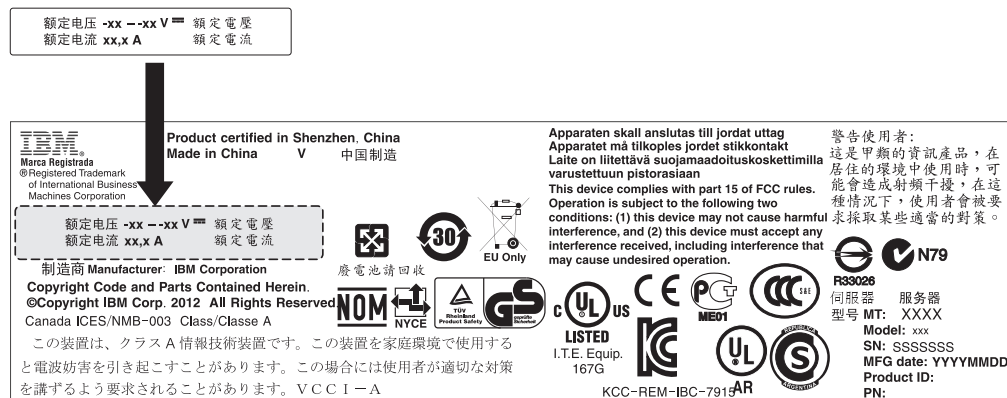 额定电压 -xx – -xx V 額定電壓
额定电流 xx,x A 額定電流
IBM
Marca Registrada
®Registered Trademark
of International Business
Machines Corporation
Product certified in Shenzhen, China
Made in China V 中国制造
额定电压 -xx – -xx V 額定電壓
额定电流 xx,x A 額定電流
制造商 Manufacturer: IBM Corporation
Copyright Code and Parts Contained Herein.
©Copyright IBM Corp. 2012 All Rights Reserved
Canada ICES/NMB-003 Class/Classe A
この装置は、クラスA情報技術装置です。この装置を家庭環境で使用する
と電波妨害を引き起こすことがあります。この場合には使用者が適切な対策
を講ずるよう要求されることがあります。VCCI-A
廢電池請回收
30
EU Only
NOM
NYCE
TÜV
Rheinland
Product Safety
geprüfte
Sicherheit
GS
Apparaten skall anslutas till jordat uttag
Apparatet må tilkoples jordet stikkontakt
Laite on liitettävä suojamaadoituskoskettimilla
varustettuun pistorasiaan
This device complies with part 15 of FCC rules.
Operation is subject to the following two
conditions: (1) this device may not cause harmful
interference, and (2) this device must accept any
interference received, including interference that
may cause undesired operation.
C UL US
LISTED
I.T.E. Equip.
167G
CE
KCC-REM-IBC-7915
PCT
ME01
CCC
S&E
UL
AR
REPUBLICA
S
ARGENTINA
警告使用者:
這是甲類的資訊產品，在
居住的環境中使用時，可
能會造成射頻干擾，在這
種情況下，使用者會被要
求採取某些適當的對策。
R33026
N79
伺服器 服务器
型号 MT: XXXX
Model: xxx
SN: SSSSSSS
MFG date: YYYYMMDD
Product ID:
PN: